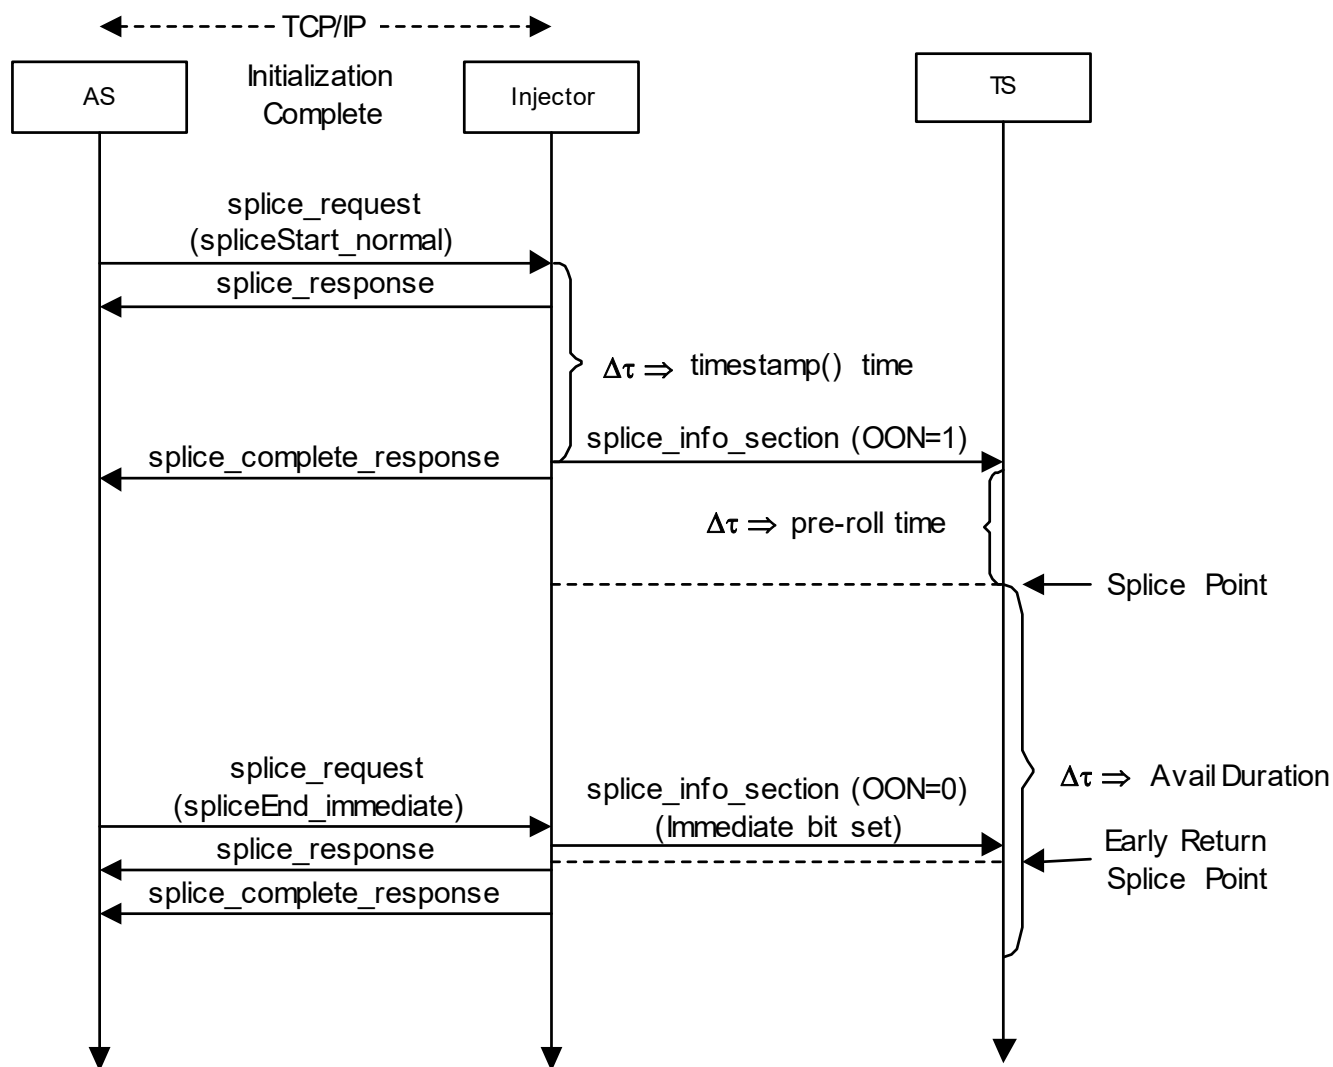 TCP/IP
AS
Initialization
Complete
Injector
TS
splice_request
(spliceStart_normal)
splice_response
Δτ ⇒ timestamp() time
splice_info_section (OON=1)
splice_complete_response
Δτ ⇒ pre-roll time
Splice Point
splice_request
(spliceEnd_immediate)
splice_info_section (OON=0)
(Immediate bit set)
Δτ ⇒ Avail Duration
splice_response
Early Return
Splice Point
splice_complete_response